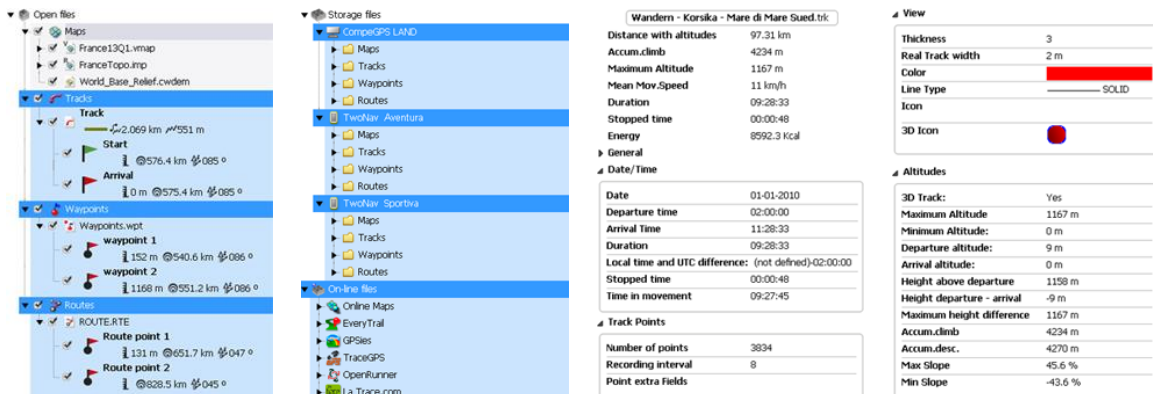 Open files
Maps
France13Q1.vmap
FranceTopo.imp
World_Base_Relief.cwdem
Tracks
Track
2.069 km 551 m
Start
576.4 km 085 º
Arrival
0 m 575.4 km 085 º
Waypoints
Waypoints.wpt
waypoint 1
152 m 540.6 km 086 º
waypoint 2
1168 m 551.2 km 086 º
Routes
ROUTE.RTE
Route point 1
131 m 651.7 km 047 º
Route point 2
828.5 km 045 º
Storage files
CompeGPS LAND
Maps
Tracks
Waypoints
Routes
TwoNav Aventura
Maps
Tracks
Waypoints
Routes
TwoNav Sportiva
Maps
Tracks
Waypoints
Routes
On-line files
Online Maps
EveryTrail
GPSies
TraceGPS
OpenRunner
La Trace.com
Wandern - Korsika - Mare di Mare Sued.trk
Distance with altitudes 97.31 km
Accum.climb 4234 m
Maximum Altitude 1167 m
Mean Mov.Speed 11 km/h
Duration 09:28:33
Stopped time 00:00:48
Energy 8592.3 Kcal
General
Date/Time
Date 01-01-2010
Departure time 02:00:00
Arrival Time 11:28:33
Duration 09:28:33
Local time and UTC difference: (not defined)-02:00:00
Stopped time 00:00:48
Time in movement 09:27:45
Track Points
Number of points 3834
Recording interval 8
Point extra Fields
View
Thickness 3
Real Track width 2 m
Color
Line Type SOLID
Icon
3D Icon
Altitudes
3D Track: Yes
Maximum Altitude 1167 m
Minimum Altitude: 0 m
Departure altitude: 9 m
Arrival altitude: 0 m
Height above departure 1158 m
Height departure - arrival -9 m
Maximum height difference 1167 m
Accum.climb 4234 m
Accum.desc. 4270 m
Max Slope 45.6 %
Min Slope -43.6 %